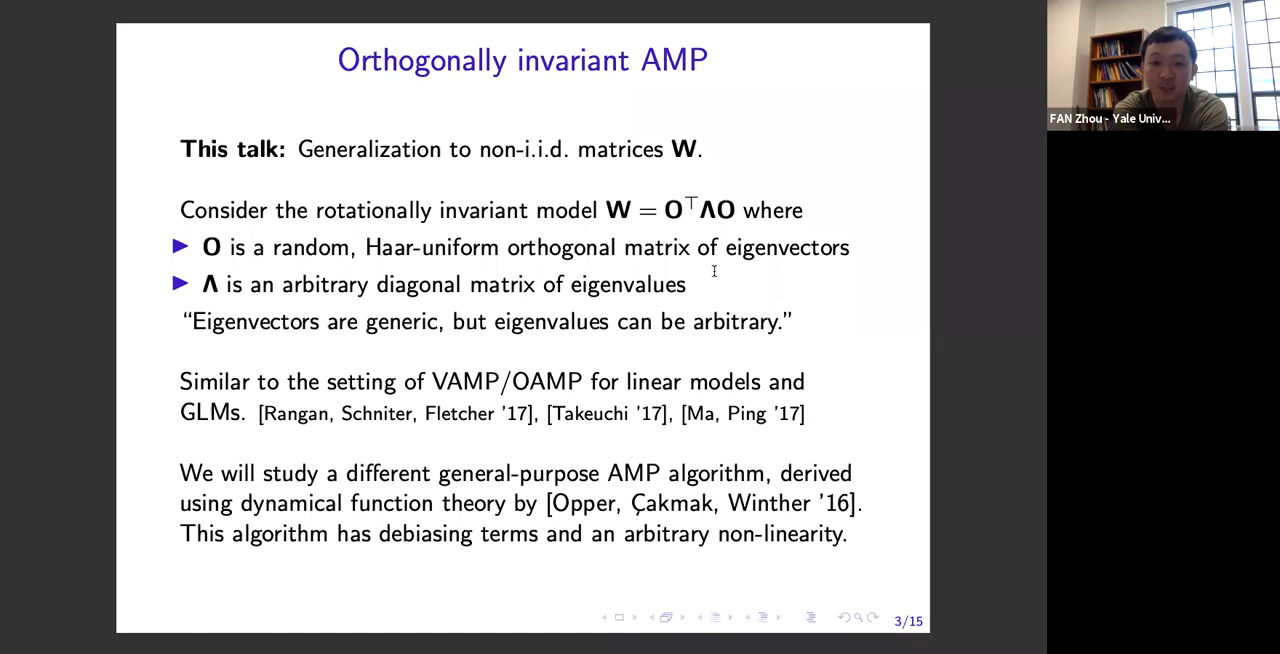 Orthogonally invariant AMP
This talk: Generalization to non-i.i.d. matrices W.
Consider the rotationally invariant model W = O⊤ΛO where
▶ O is a random, Haar-uniform orthogonal matrix of eigenvectors
▶ Λ is an arbitrary diagonal matrix of eigenvalues
“Eigenvectors are generic, but eigenvalues can be arbitrary.”
Similar to the setting of VAMP/OAMP for linear models and
GLMs. [Rangan, Schniter, Fletcher '17], [Takeuchi '17], [Ma, Ping '17]
We will study a different general-purpose AMP algorithm, derived
using dynamical function theory by [Opper, Çakmak, Winther '16].
This algorithm has debiasing terms and an arbitrary non-linearity.
3/15
FAN Zhou - Yale Univ...